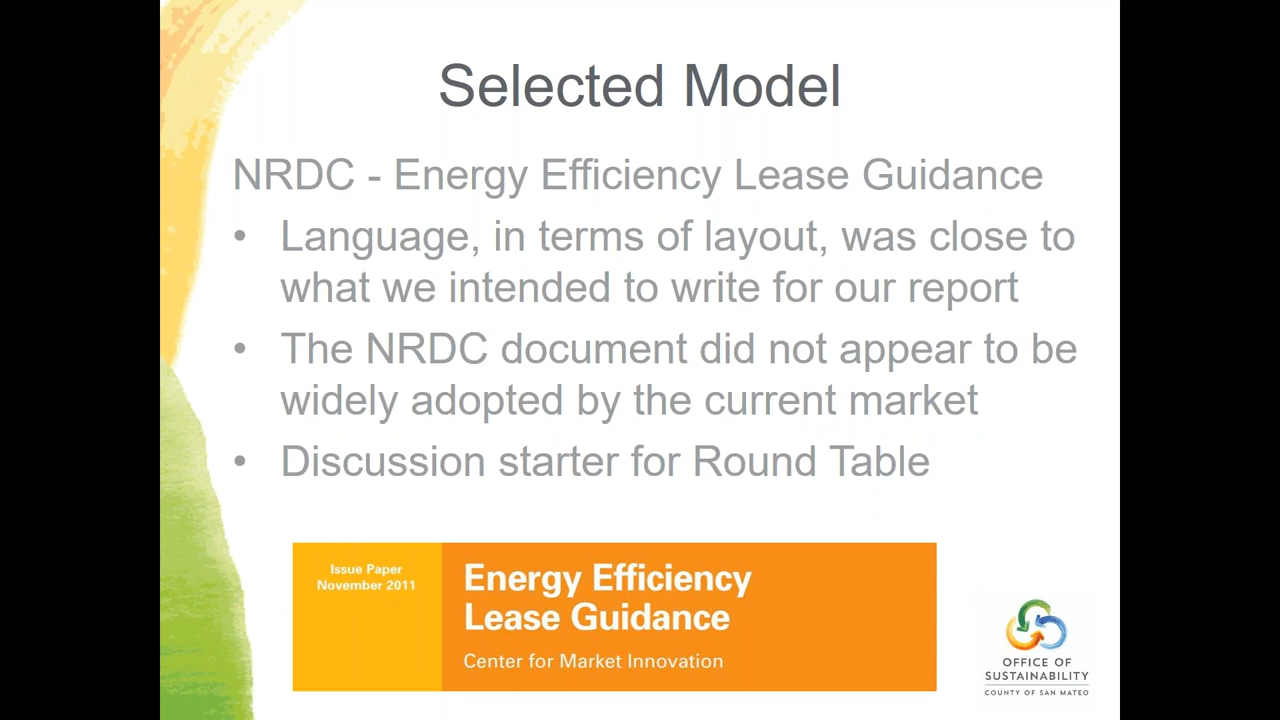 Selected Model
NRDC - Energy Efficiency Lease Guidance
• Language, in terms of layout, was close to
what we intended to write for our report
• The NRDC document did not appear to be
widely adopted by the current market
• Discussion starter for Round Table
Issue Paper
November 2011
Energy Efficiency
Lease Guidance
Center for Market Innovation
OFFICE OF
SUSTAINABILITY
COUNTY OF SAN MATEO